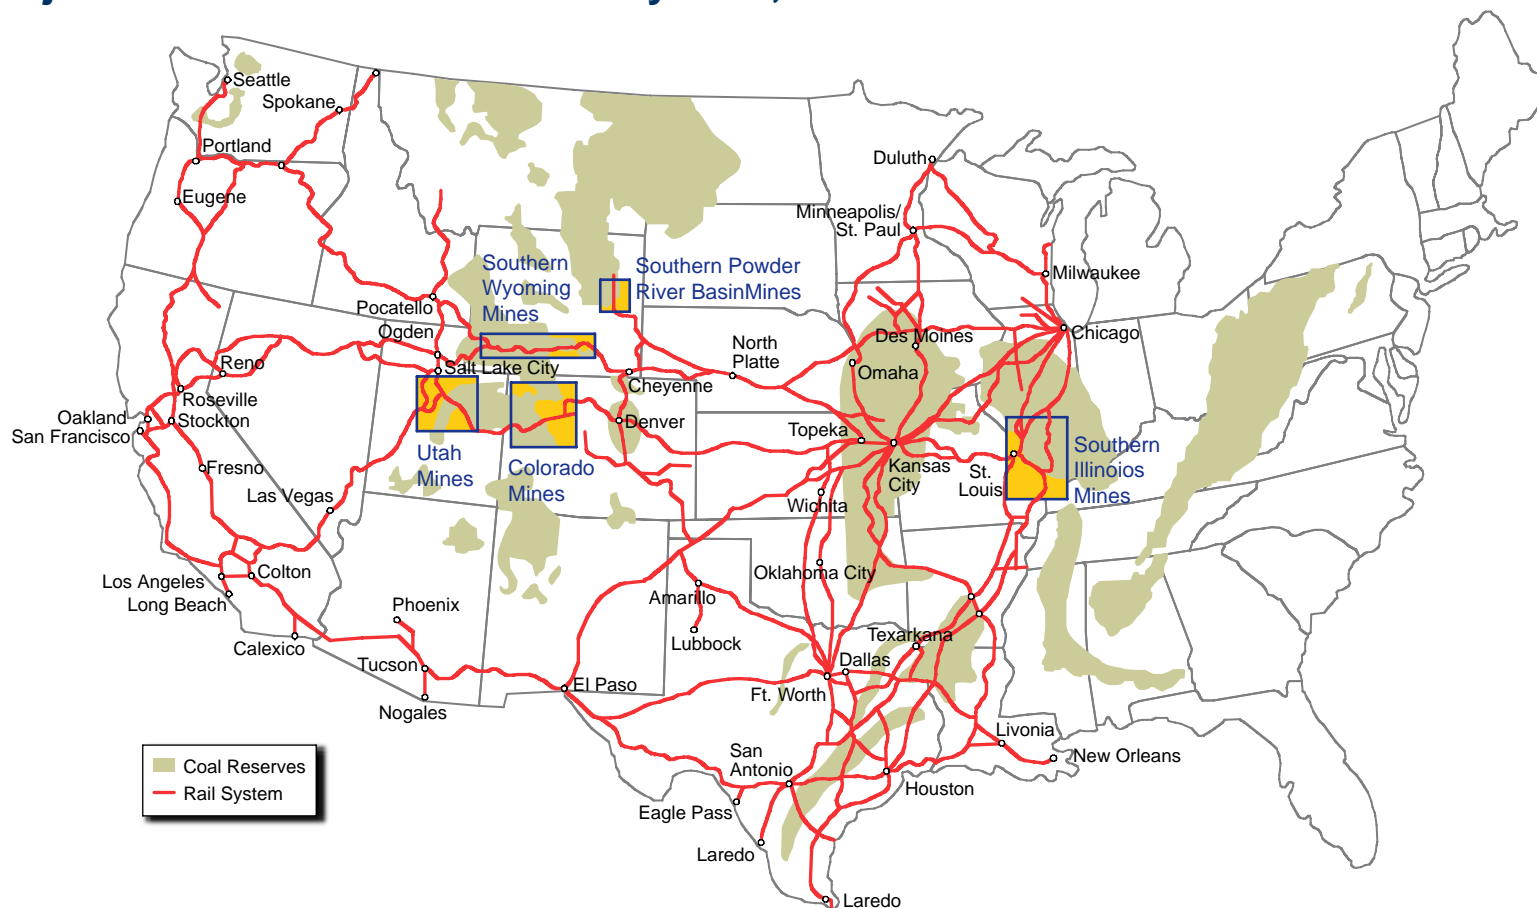 Seattle
Spokane
Portland
Eugene
Duluth
Minneapolis/
St. Paul
Milwaukee
Southern
Wyoming
Mines
Southern Powder
River BasinMines
Pocatello
Ogden
Salt Lake City
North
Platte
Des Moines
Chicago
Reno
Cheyenne
Omaha
Roseville
Oakland
Stockton
San Francisco
Denver
Topeka
Utah
Mines
Colorado
Mines
Kansas
City
St.
Louis
Southern
Illinoios
Mines
Fresno
Las Vegas
Wichita
Los Angeles
Colton
Long Beach
Oklahoma City
Amarillo
Phoenix
Lubbock
Texarkana
Calexico
Tucson
Dallas
El Paso
Ft. Worth
Nogales
Livonia
New Orleans
San
Antonio
Houston
Eagle Pass
Laredo
Laredo
Coal Reserves
Rail System